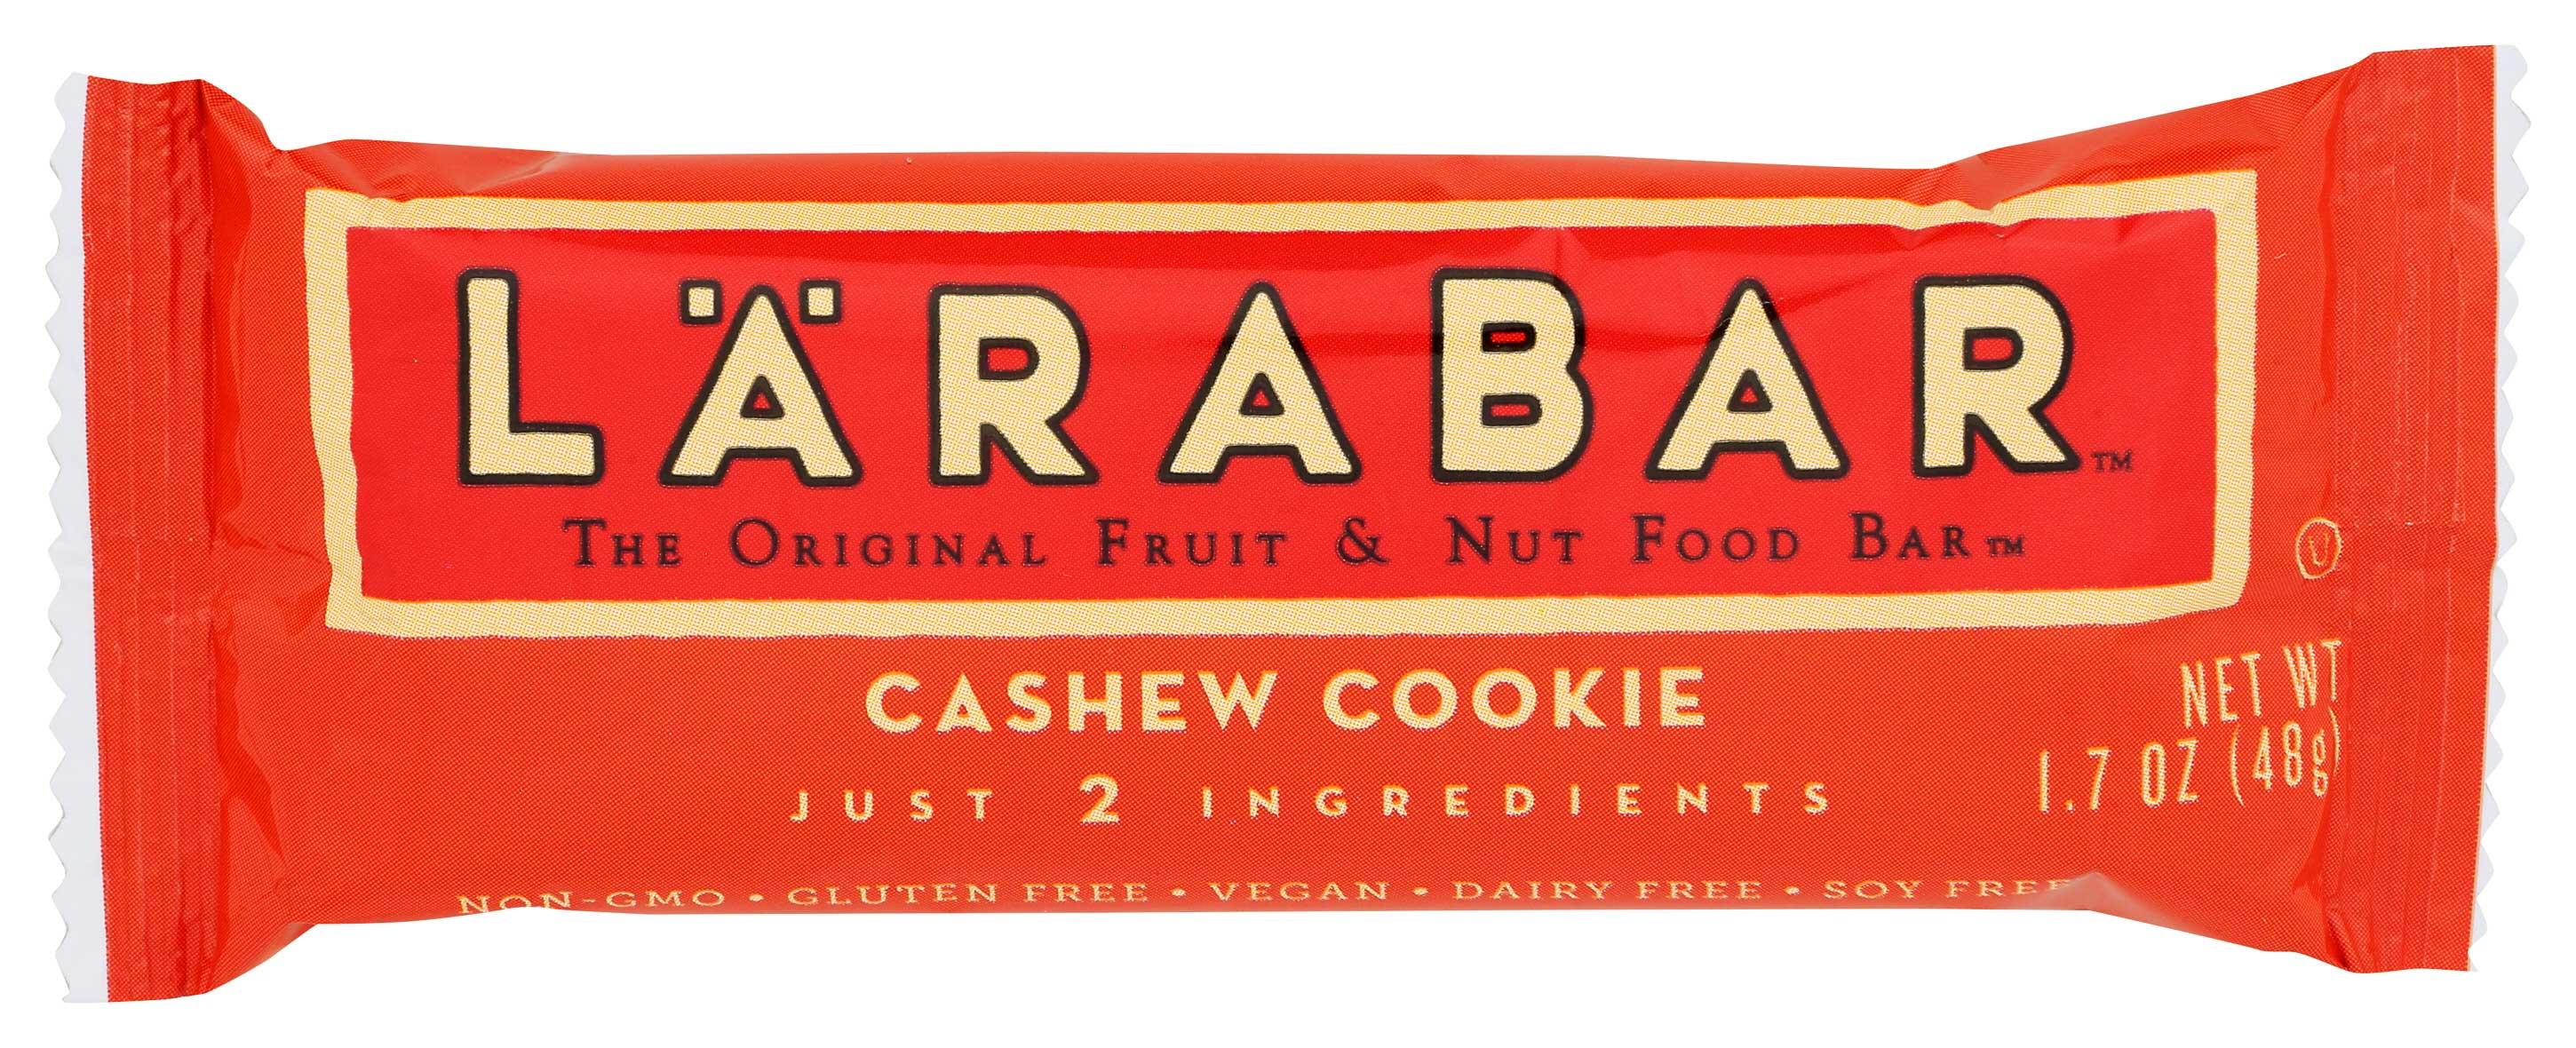 LÄRABAR™
THE ORIGINAL FRUIT & NUT FOOD BAR™
U
CASHEW COOKIE
JUST 2 INGREDIENTS
NET WT
1.7 OZ (48g)
NON-GMO • GLUTEN FREE • VEGAN • DAIRY FREE • SOY FREE